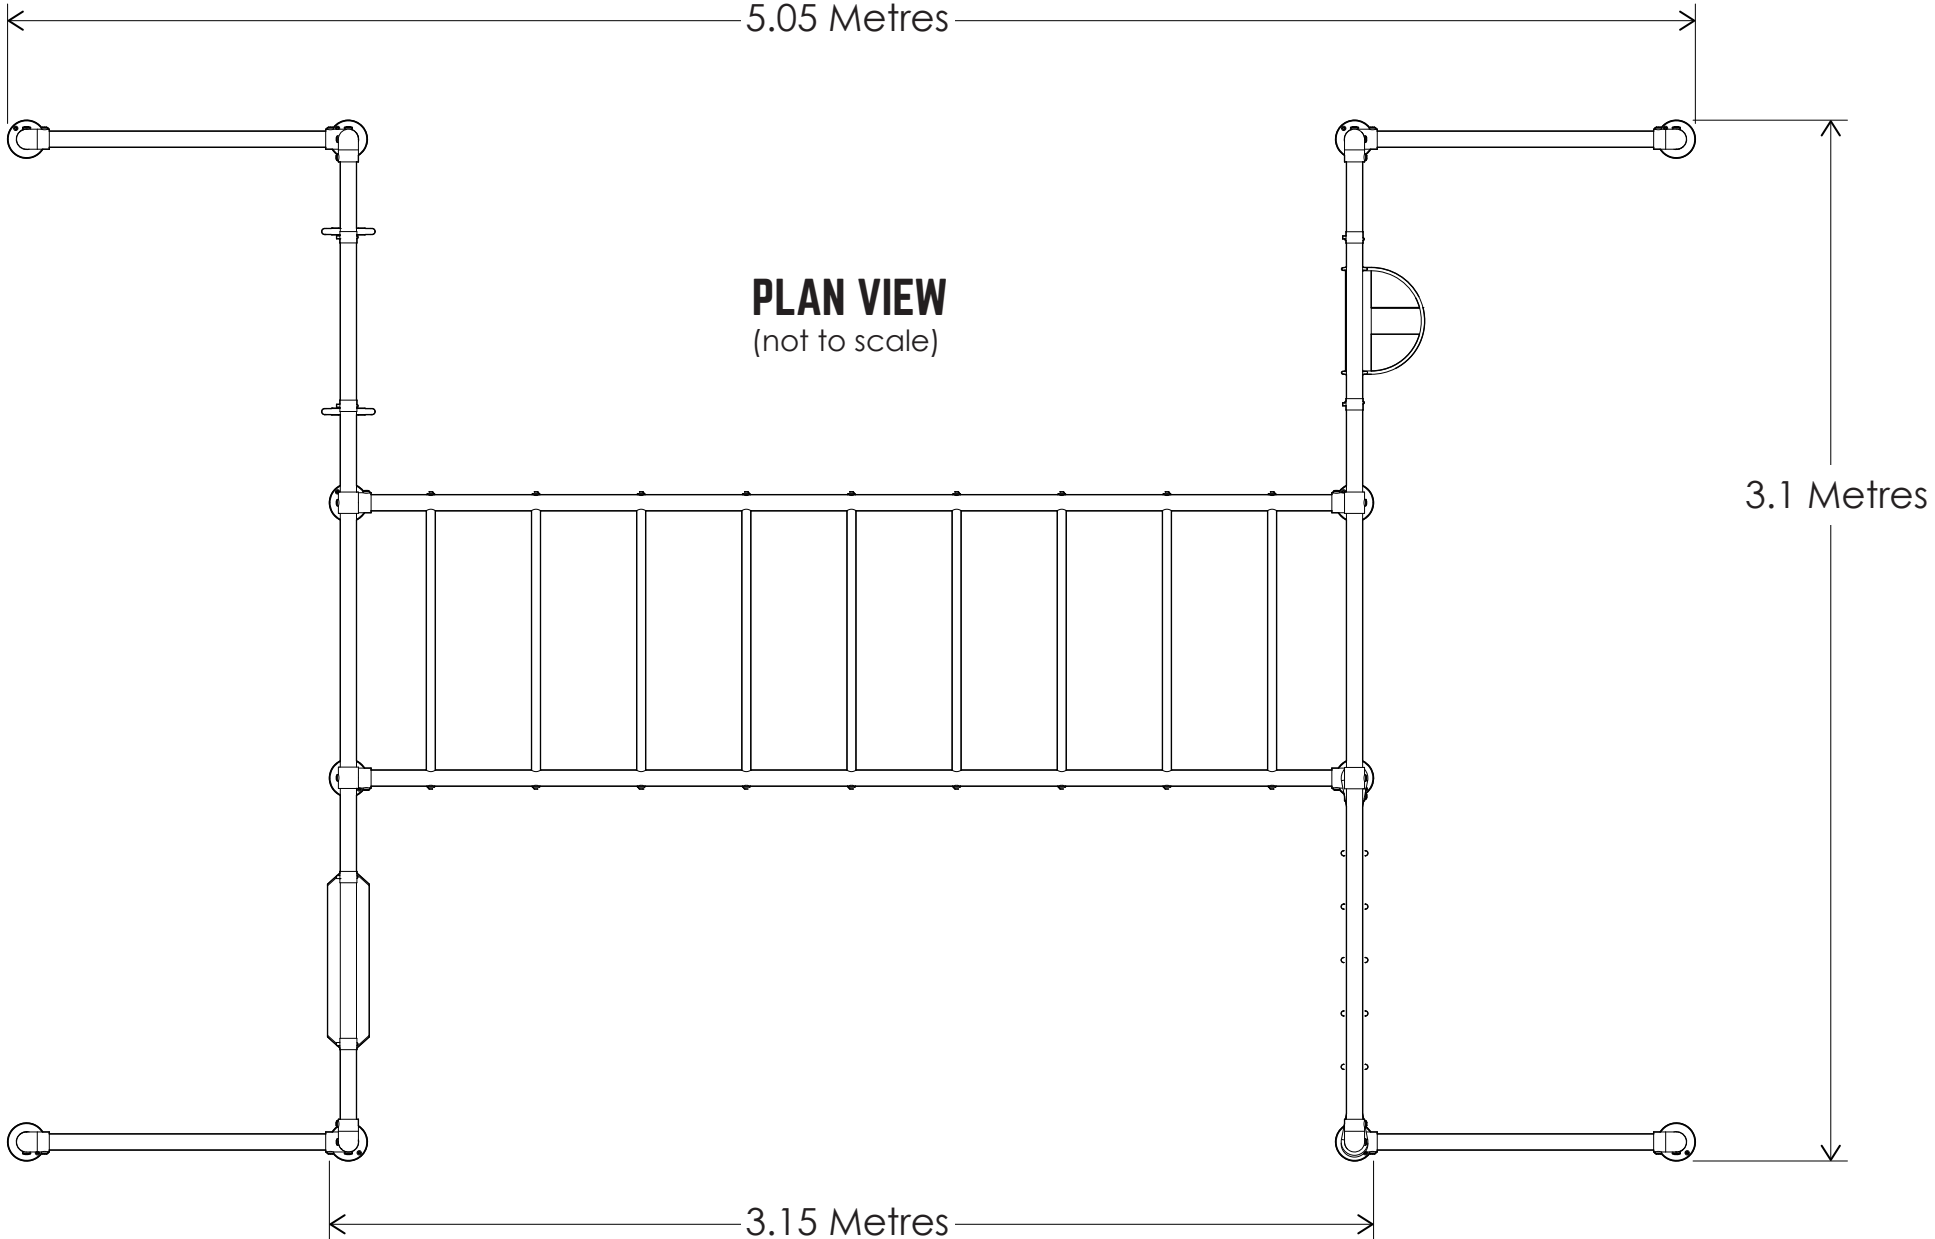 5.05 Metres
PLAN VIEW
(not to scale)
3.1 Metres
3.15 Metres